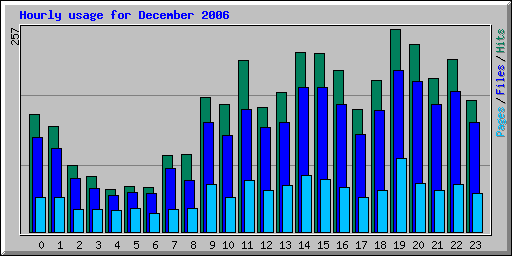 Hourly usage for December 2006
257
Pages/Files/Hits
0 1 2 3 4 5 6 7 8 9 10 11 12 13 14 15 16 17 18 19 20 21 22 23